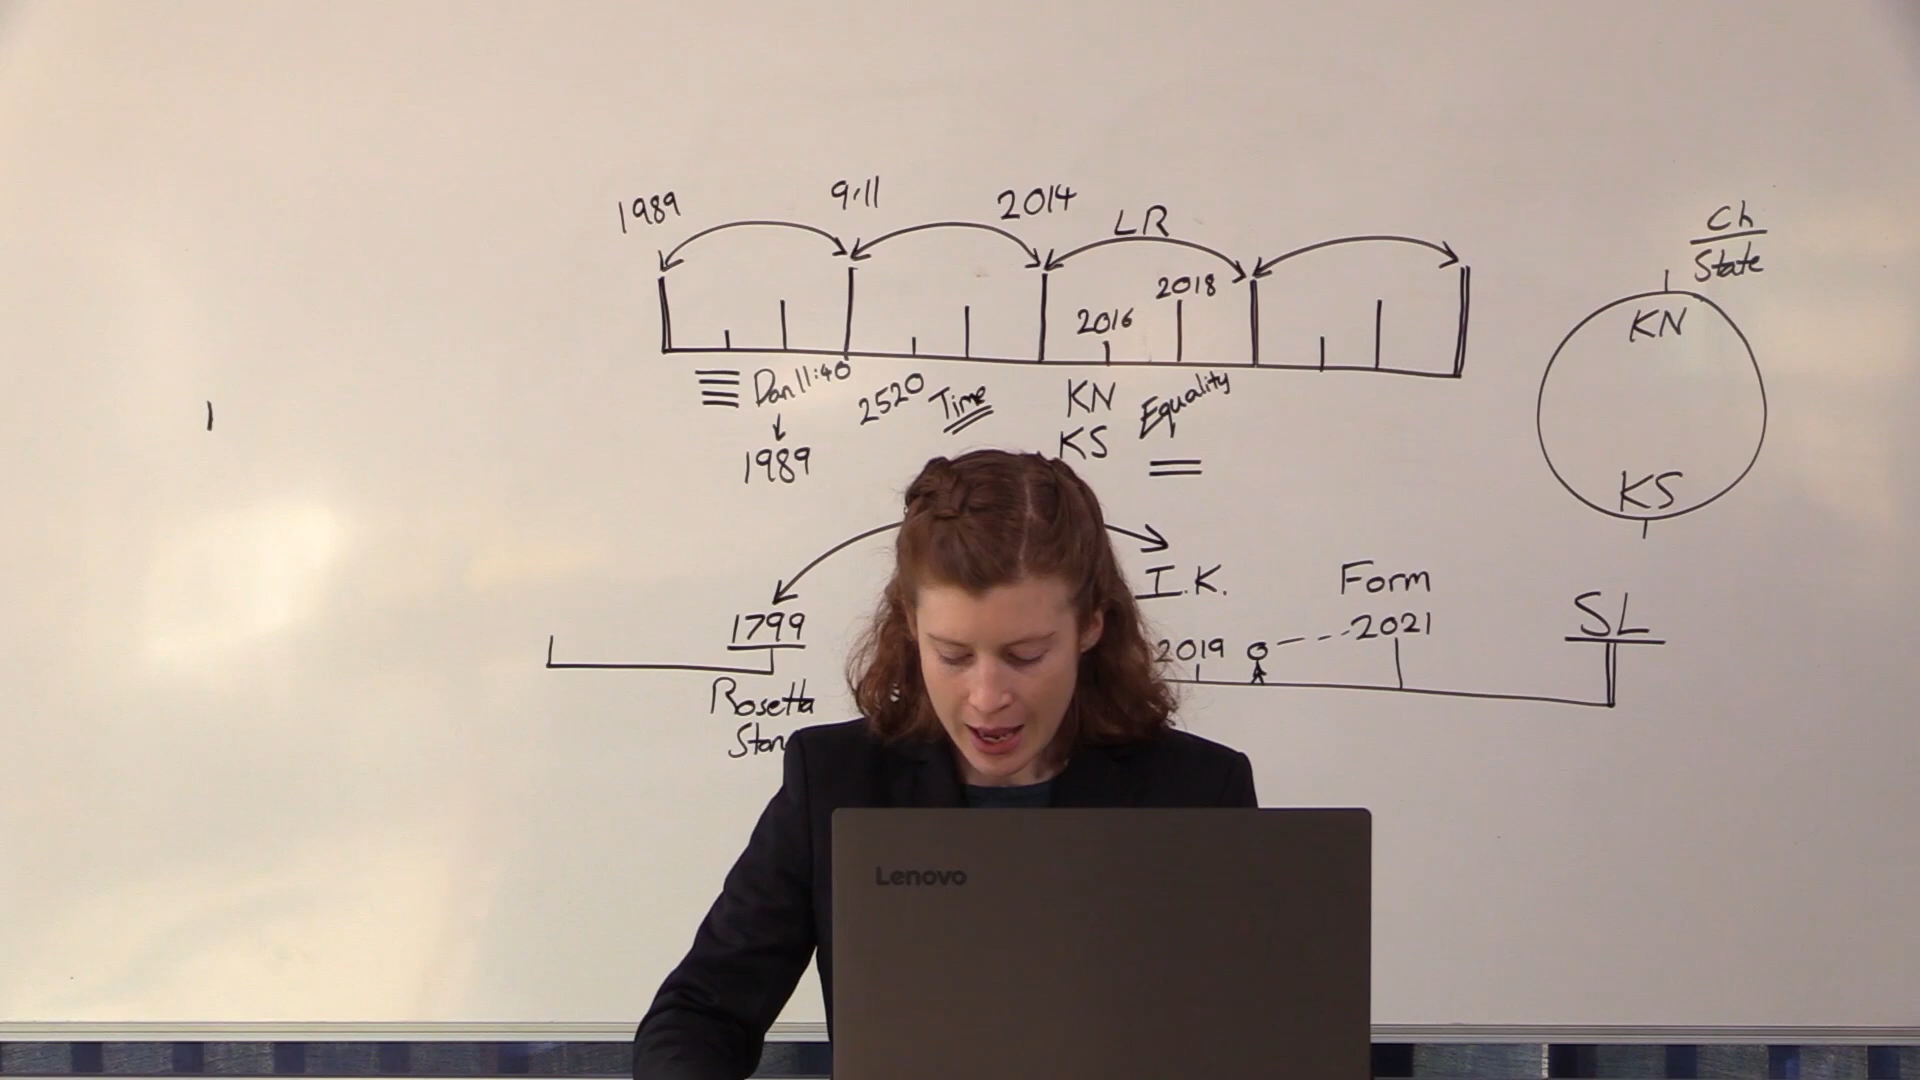 1989
9.11
2014
LR
Ch
State
2016
2018
KN
Dan 11:40
1989
2520 Time
KN
KS
Equality
KS
1799
I.K.
2019
Form
2021
SL
Rosetta
Lenovo